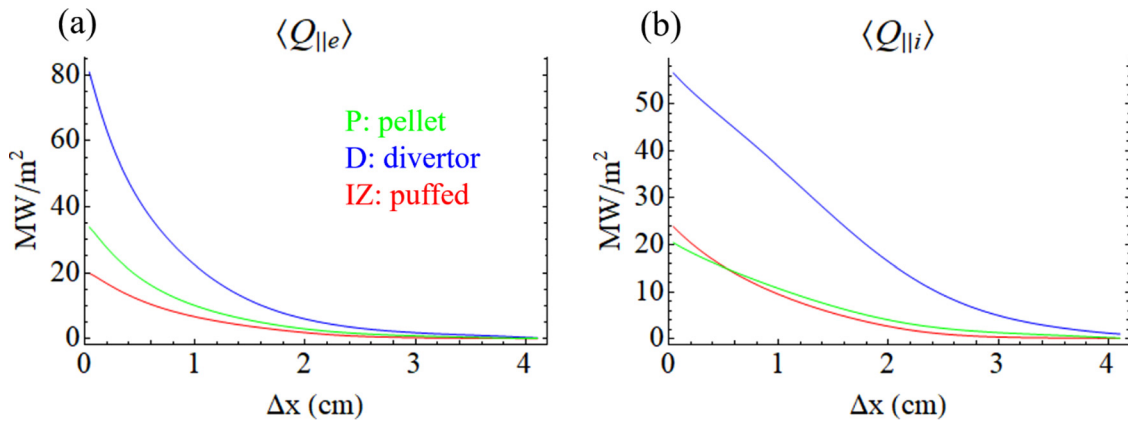 (a)
⟨Q||e⟩
MW/m²
80
60
40
20
0
P: pellet
D: divertor
IZ: puffed
0 1 2 3 4
Δx (cm)
(b)
⟨Q||i⟩
MW/m²
50
40
30
20
10
0
0 1 2 3 4
Δx (cm)